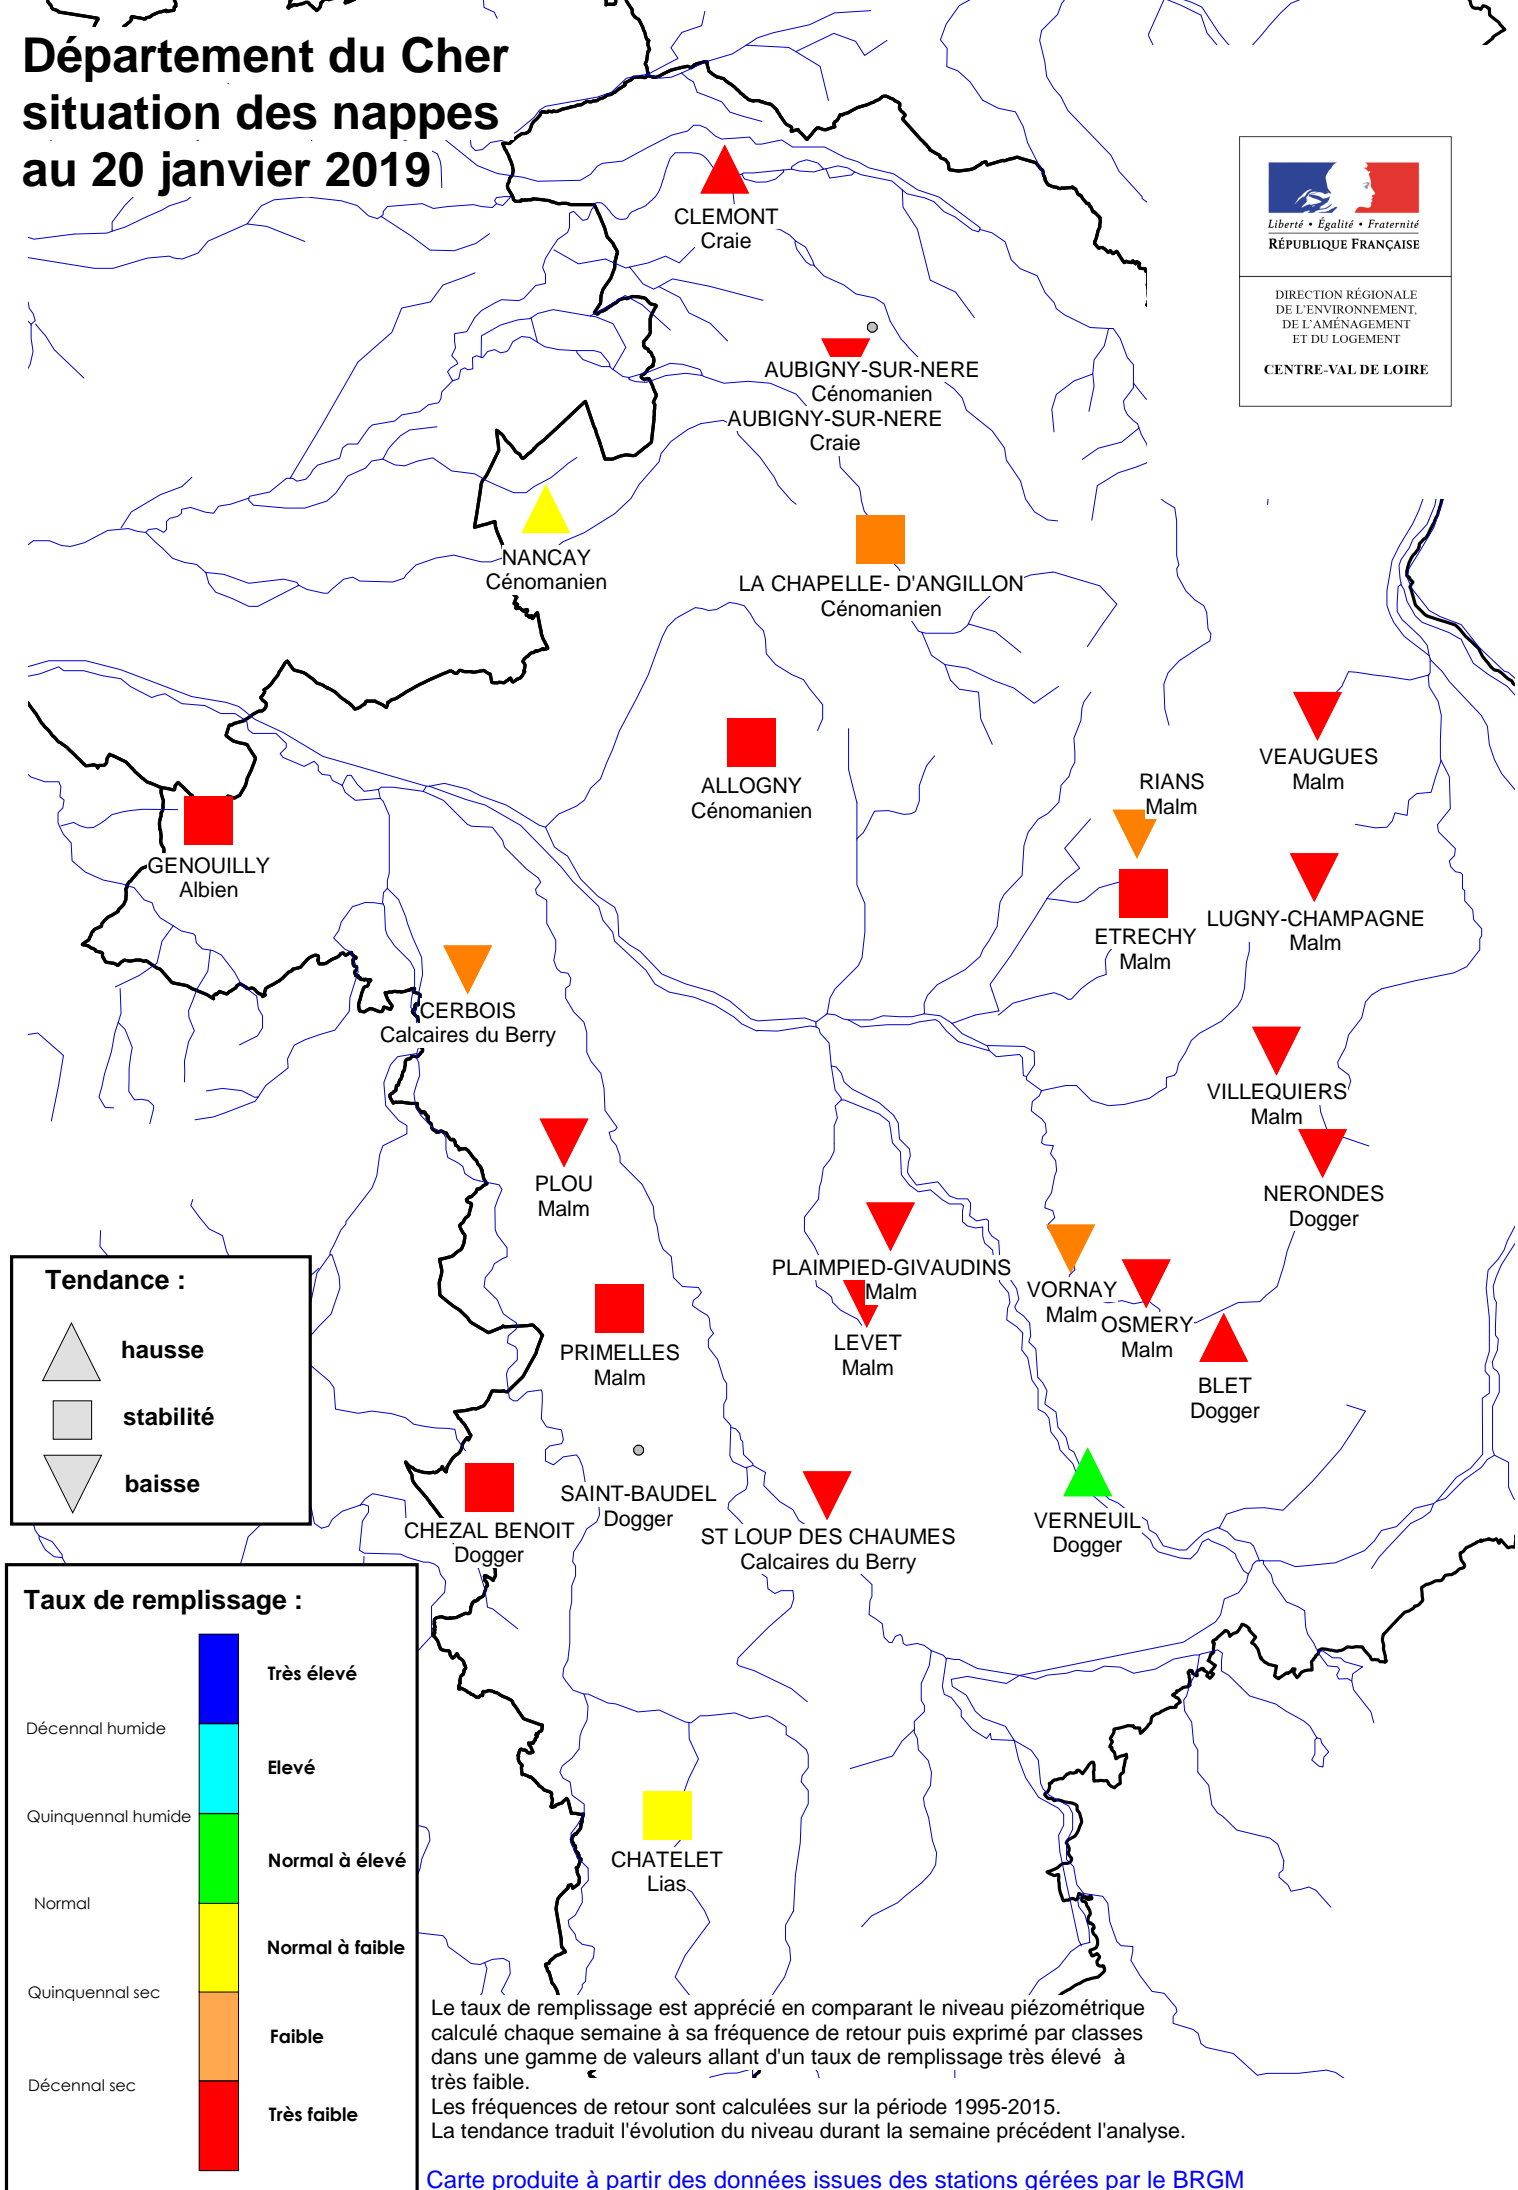 Département du Cher
situation des nappes
au 20 janvier 2019
Liberté • Égalité • Fraternité
RÉPUBLIQUE FRANÇAISE
DIRECTION RÉGIONALE
DE L'ENVIRONNEMENT,
DE L'AMÉNAGEMENT
ET DU LOGEMENT
CENTRE-VAL DE LOIRE
CLEMONT
Craie
AUBIGNY-SUR-NERE
Cénomanien
AUBIGNY-SUR-NERE
Craie
NANCAY
Cénomanien
LA CHAPELLE- D'ANGILLON
Cénomanien
VEAUGUES
Malm
ALLOGNY
Cénomanien
RIANS
Malm
GENOUILLY
Albien
LUGNY-CHAMPAGNE
Malm
ETRECHY
Malm
CERBOIS
Calcaires du Berry
VILLEQUIERS
Malm
PLOU
Malm
NERONDES
Dogger
PLAIMPIED-GIVAUDINS
Malm
VORNAY
Malm
OSMERY
Malm
LEVET
Malm
PRIMELLES
Malm
BLET
Dogger
SAINT-BAUDEL
Dogger
CHEZAL BENOIT
Dogger
ST LOUP DES CHAUMES
Calcaires du Berry
VERNEUIL
Dogger
CHATELET
Lias
Tendance :
hausse
stabilité
baisse
Taux de remplissage :
Très élevé
Décennal humide
Elevé
Quinquennal humide
Normal à élevé
Normal
Normal à faible
Quinquennal sec
Faible
Décennal sec
Très faible
Le taux de remplissage est apprécié en comparant le niveau piézométrique
calculé chaque semaine à sa fréquence de retour puis exprimé par classes
dans une gamme de valeurs allant d'un taux de remplissage très élevé à
très faible.
Les fréquences de retour sont calculées sur la période 1995-2015.
La tendance traduit l'évolution du niveau durant la semaine précédent l'analyse.
Carte produite à partir des données issues des stations gérées par le BRGM